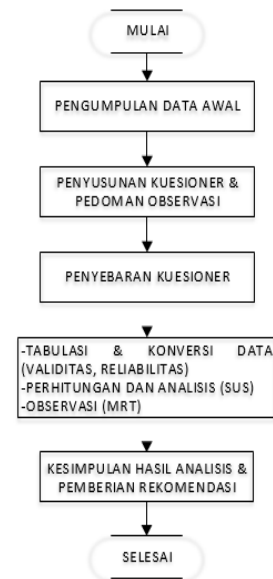 MULAI
PENGUMPULAN DATA AWAL
PENYUSUNAN KUESIONER &
PEDOMAN OBSERVASI
PENYEBARAN KUESIONER
-TABULASI & KONVERSI DATA
(VALIDITAS, RELIABILITAS)
-PERHITUNGAN DAN ANALISIS (SUS)
-OBSERVASI (MRT)
KESIMPULAN HASIL ANALISIS &
PEMBERIAN REKOMENDASI
SELESAI